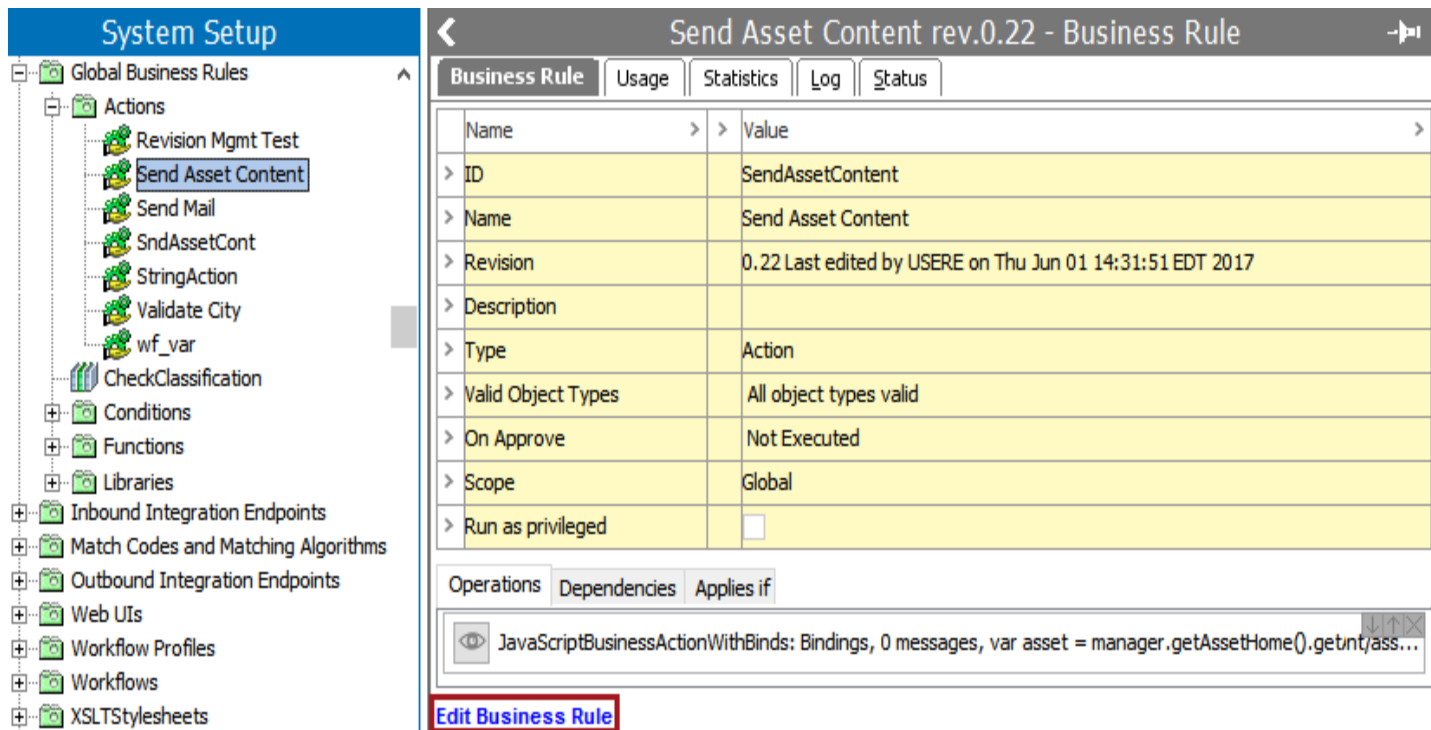 System Setup
Global Business Rules
Actions
Revision Mgmt Test
Send Asset Content
Send Mail
SndAssetCont
StringAction
Validate City
wf_var
CheckClassification
Conditions
Functions
Libraries
Inbound Integration Endpoints
Match Codes and Matching Algorithms
Outbound Integration Endpoints
Web UIs
Workflow Profiles
Workflows
XSLTStylesheets
Send Asset Content rev.0.22 - Business Rule
Business Rule Usage Statistics Log Status
Name > > Value >
> ID SendAssetContent
> Name Send Asset Content
> Revision 0.22 Last edited by USERE on Thu Jun 01 14:31:51 EDT 2017
> Description
> Type Action
> Valid Object Types All object types valid
> On Approve Not Executed
> Scope Global
> Run as privileged
Operations Dependencies Applies if
JavaScriptBusinessActionWithBinds: Bindings, 0 messages, var asset = manager.getAssetHome().
Edit Business Rule